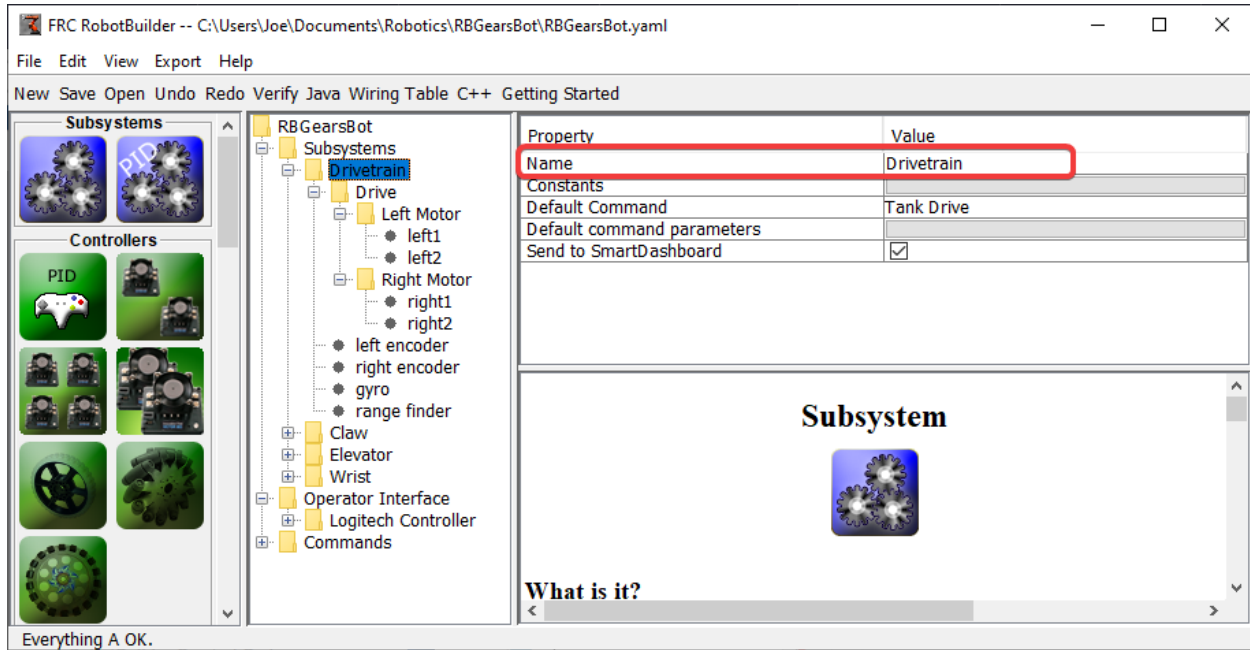 FRC RobotBuilder -- C:\Users\Joe\Documents\Robotics\RBGearsBot\RBGearsBot.yaml
File Edit View Export Help
New Save Open Undo Redo Verify Java Wiring Table C++ Getting Started
Subsystems
PID
Controllers
PID
RBGearsBot
Subsystems
Drivetrain
Drive
Left Motor
left1
left2
Right Motor
right1
right2
left encoder
right encoder
gyro
range finder
Claw
Elevator
Wrist
Operator Interface
Logitech Controller
Commands
Property Value
Name Drivetrain
Constants
Default Command Tank Drive
Default command parameters
Send to SmartDashboard
Subsystem
What is it?
Everything A OK.